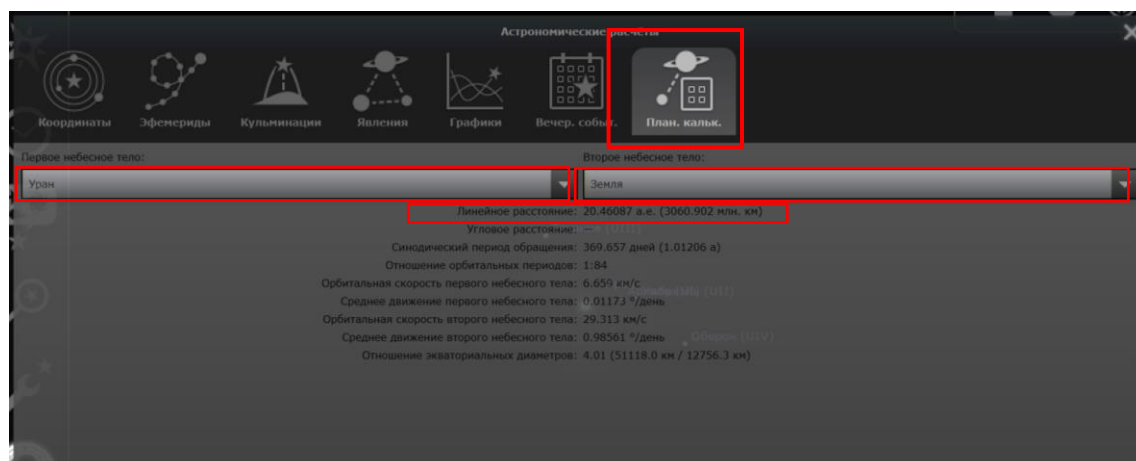 Астрономические расчёты
Координаты Эфемериды Кульминации Явления Графики Вечер. событ. План. кальк.
Первое небесное тело: Второе небесное тело:
Уран Земля
Линейное расстояние: 20.46087 а.е. (3060.902 млн. км)
Угловое расстояние: —
Синодический период обращения: 369.657 дней (1.01206 a)
Отношение орбитальных периодов: 1:84
Орбитальная скорость первого небесного тела: 6.659 км/с
Среднее движение первого небесного тела: 0.01173 °/день
Орбитальная скорость второго небесного тела: 29.313 км/с
Среднее движение второго небесного тела: 0.98561 °/день Оберон (UIV)
Отношение экваториальных диаметров: 4.01 (51118.0 км / 12756.3 км)